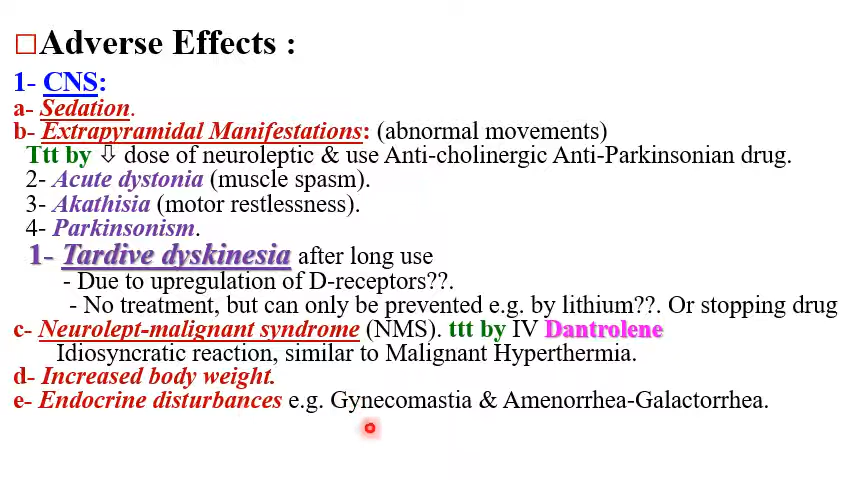 Adverse Effects :
1- CNS:
a- Sedation.
b- Extrapyramidal Manifestations: (abnormal movements)
Ttt by ⇩ dose of neuroleptic & use Anti-cholinergic Anti-Parkinsonian drug.
2- Acute dystonia (muscle spasm).
3- Akathisia (motor restlessness).
4- Parkinsonism.
1- Tardive dyskinesia after long use
- Due to upregulation of D-receptors??.
- No treatment, but can only be prevented e.g. by lithium??. Or stopping drug
c- Neurolept-malignant syndrome (NMS). ttt by IV Dantrolene
Idiosyncratic reaction, similar to Malignant Hyperthermia.
d- Increased body weight.
e- Endocrine disturbances e.g. Gynecomastia & Amenorrhea-Galactorrhea.